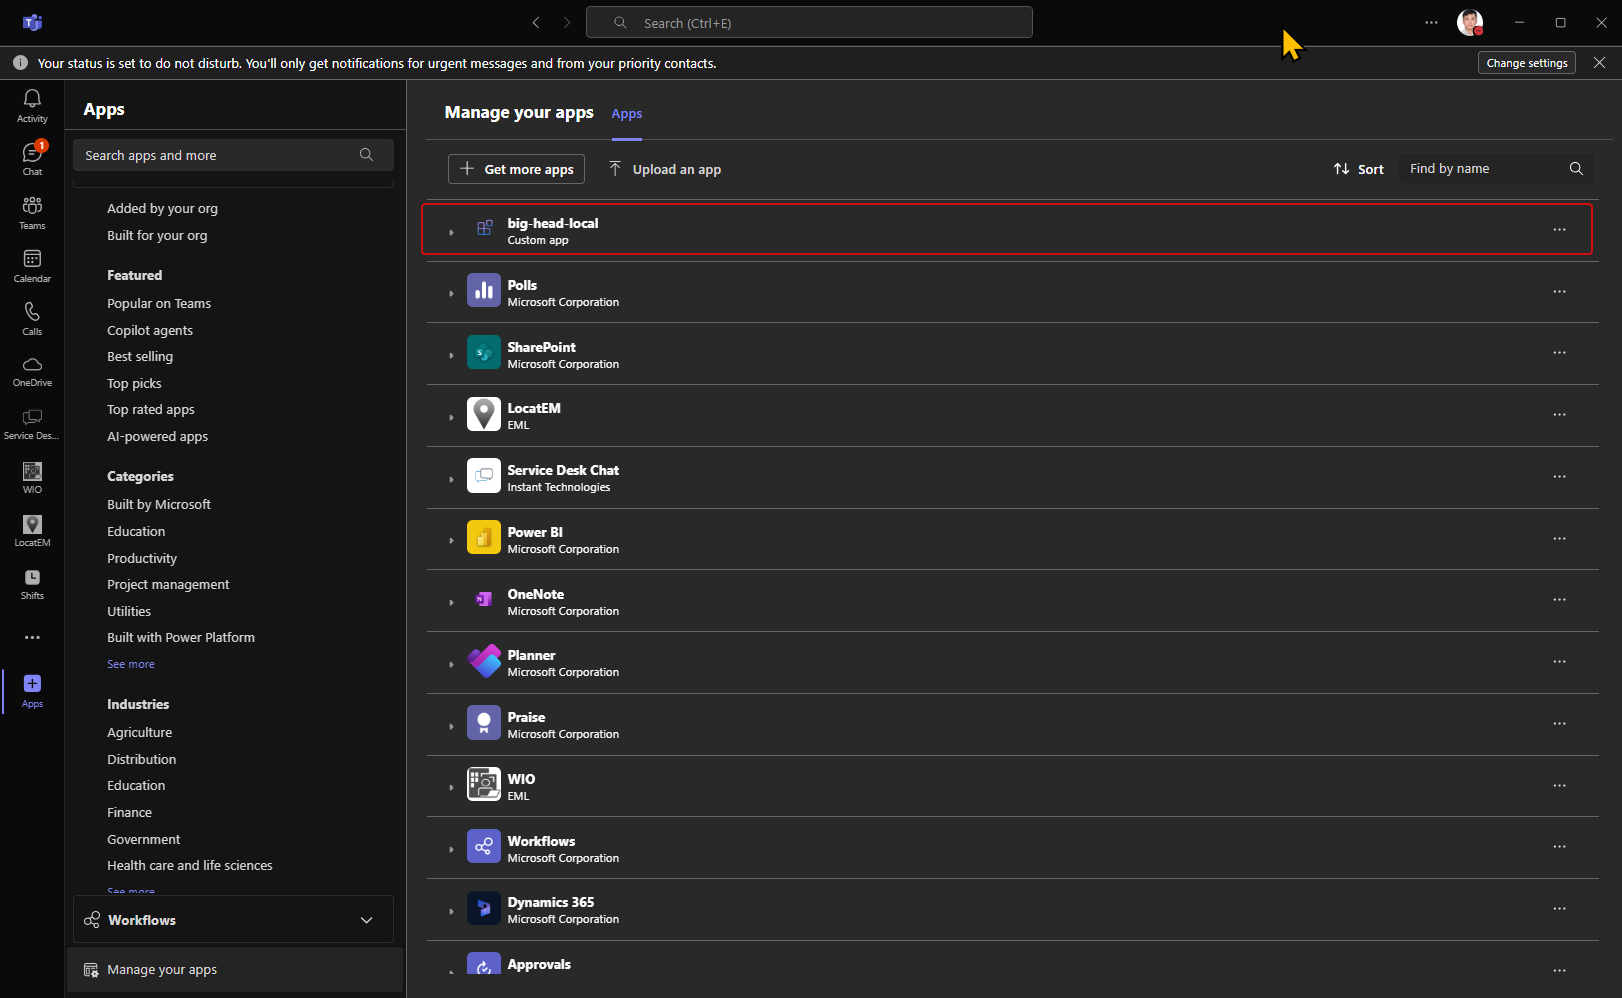 Search (Ctrl+E)
Your status is set to do not disturb. You'll only get notifications for urgent messages and from your priority contacts.
Change settings
Activity
1
Chat
Teams
Calendar
Calls
OneDrive
Service Des...
WIO
LocatEM
Shifts
Apps
Apps
Search apps and more
Added by your org
Built for your org
Featured
Popular on Teams
Copilot agents
Best selling
Top picks
Top rated apps
AI-powered apps
Categories
Built by Microsoft
Education
Productivity
Project management
Utilities
Built with Power Platform
See more
Industries
Agriculture
Distribution
Education
Finance
Government
Health care and life sciences
See more
Workflows
Manage your apps
Manage your apps
Apps
Get more apps
Upload an app
Sort
Find by name
big-head-local
Custom app
Polls
Microsoft Corporation
SharePoint
Microsoft Corporation
LocatEM
EML
Service Desk Chat
Instant Technologies
Power BI
Microsoft Corporation
OneNote
Microsoft Corporation
Planner
Microsoft Corporation
Praise
Microsoft Corporation
WIO
EML
Workflows
Microsoft Corporation
Dynamics 365
Microsoft Corporation
Approvals